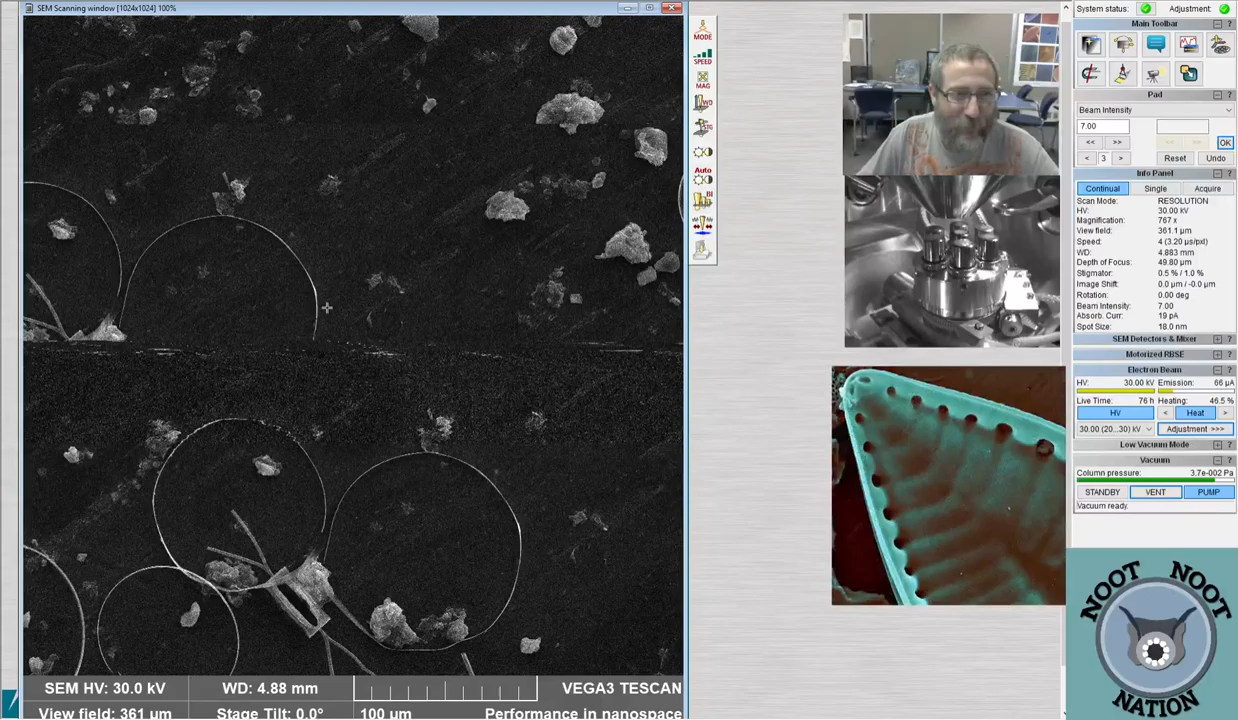 SEM Scanning window [1024x1024] 100%
MODE
SPEED
MAG
WD
STG
Auto
System status:
Adjustment:
Main Toolbar
Pad
Beam Intensity
7.00
<< >>
OK
< 3 >
Reset
Undo
Info Panel
Continual
Single
Acquire
Scan Mode: RESOLUTION
HV: 30.00 kV
Magnification: 767 x
View field: 361.1 µm
Speed: 4 (3.20 µs/pxl)
WD: 4.883 mm
Depth of Focus: 49.80 µm
Stigmator: 0.5 % / 1.0 %
Image Shift: 0.0 µm / -0.0 µm
Rotation: 0.00 deg
Beam Intensity: 7.00
Absorb. Curr: 19 pA
Spot Size: 18.0 nm
SEM Detectors & Mixer
Motorized RBSE
Electron Beam
HV: 30.00 kV Emission: 66 µA
Live Time: 76 h Heating: 46.5 %
HV
< Heat >
30.00 (20...30) kV
Adjustment >>>
Low Vacuum Mode
Vacuum
Column pressure: 3.7e-002 Pa
STANDBY
VENT
PUMP
Vacuum ready.
NOOT NOOT
NATION
SEM HV: 30.0 kV
WD: 4.88 mm
VEGA3 TESCAN
View field: 361 µm
Stage Tilt: 0.0°
100 µm
Performance in nanospace